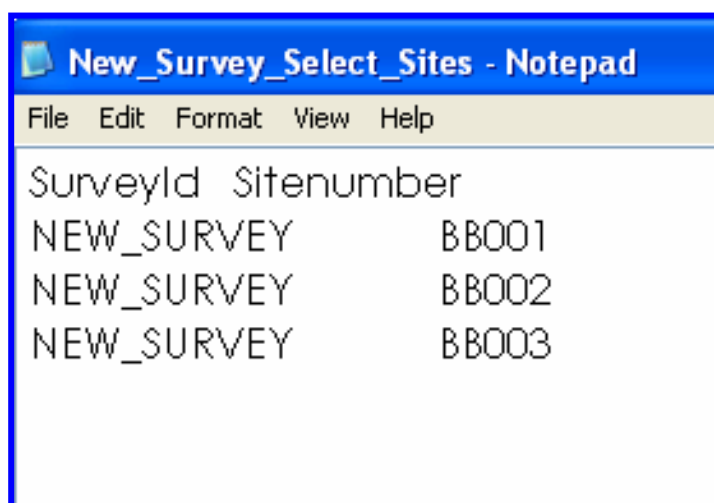 New_Survey_Select_Sites - Notepad
File Edit Format View Help
SurveyId Sitenumber
NEW_SURVEY BB001
NEW_SURVEY BB002
NEW_SURVEY BB003